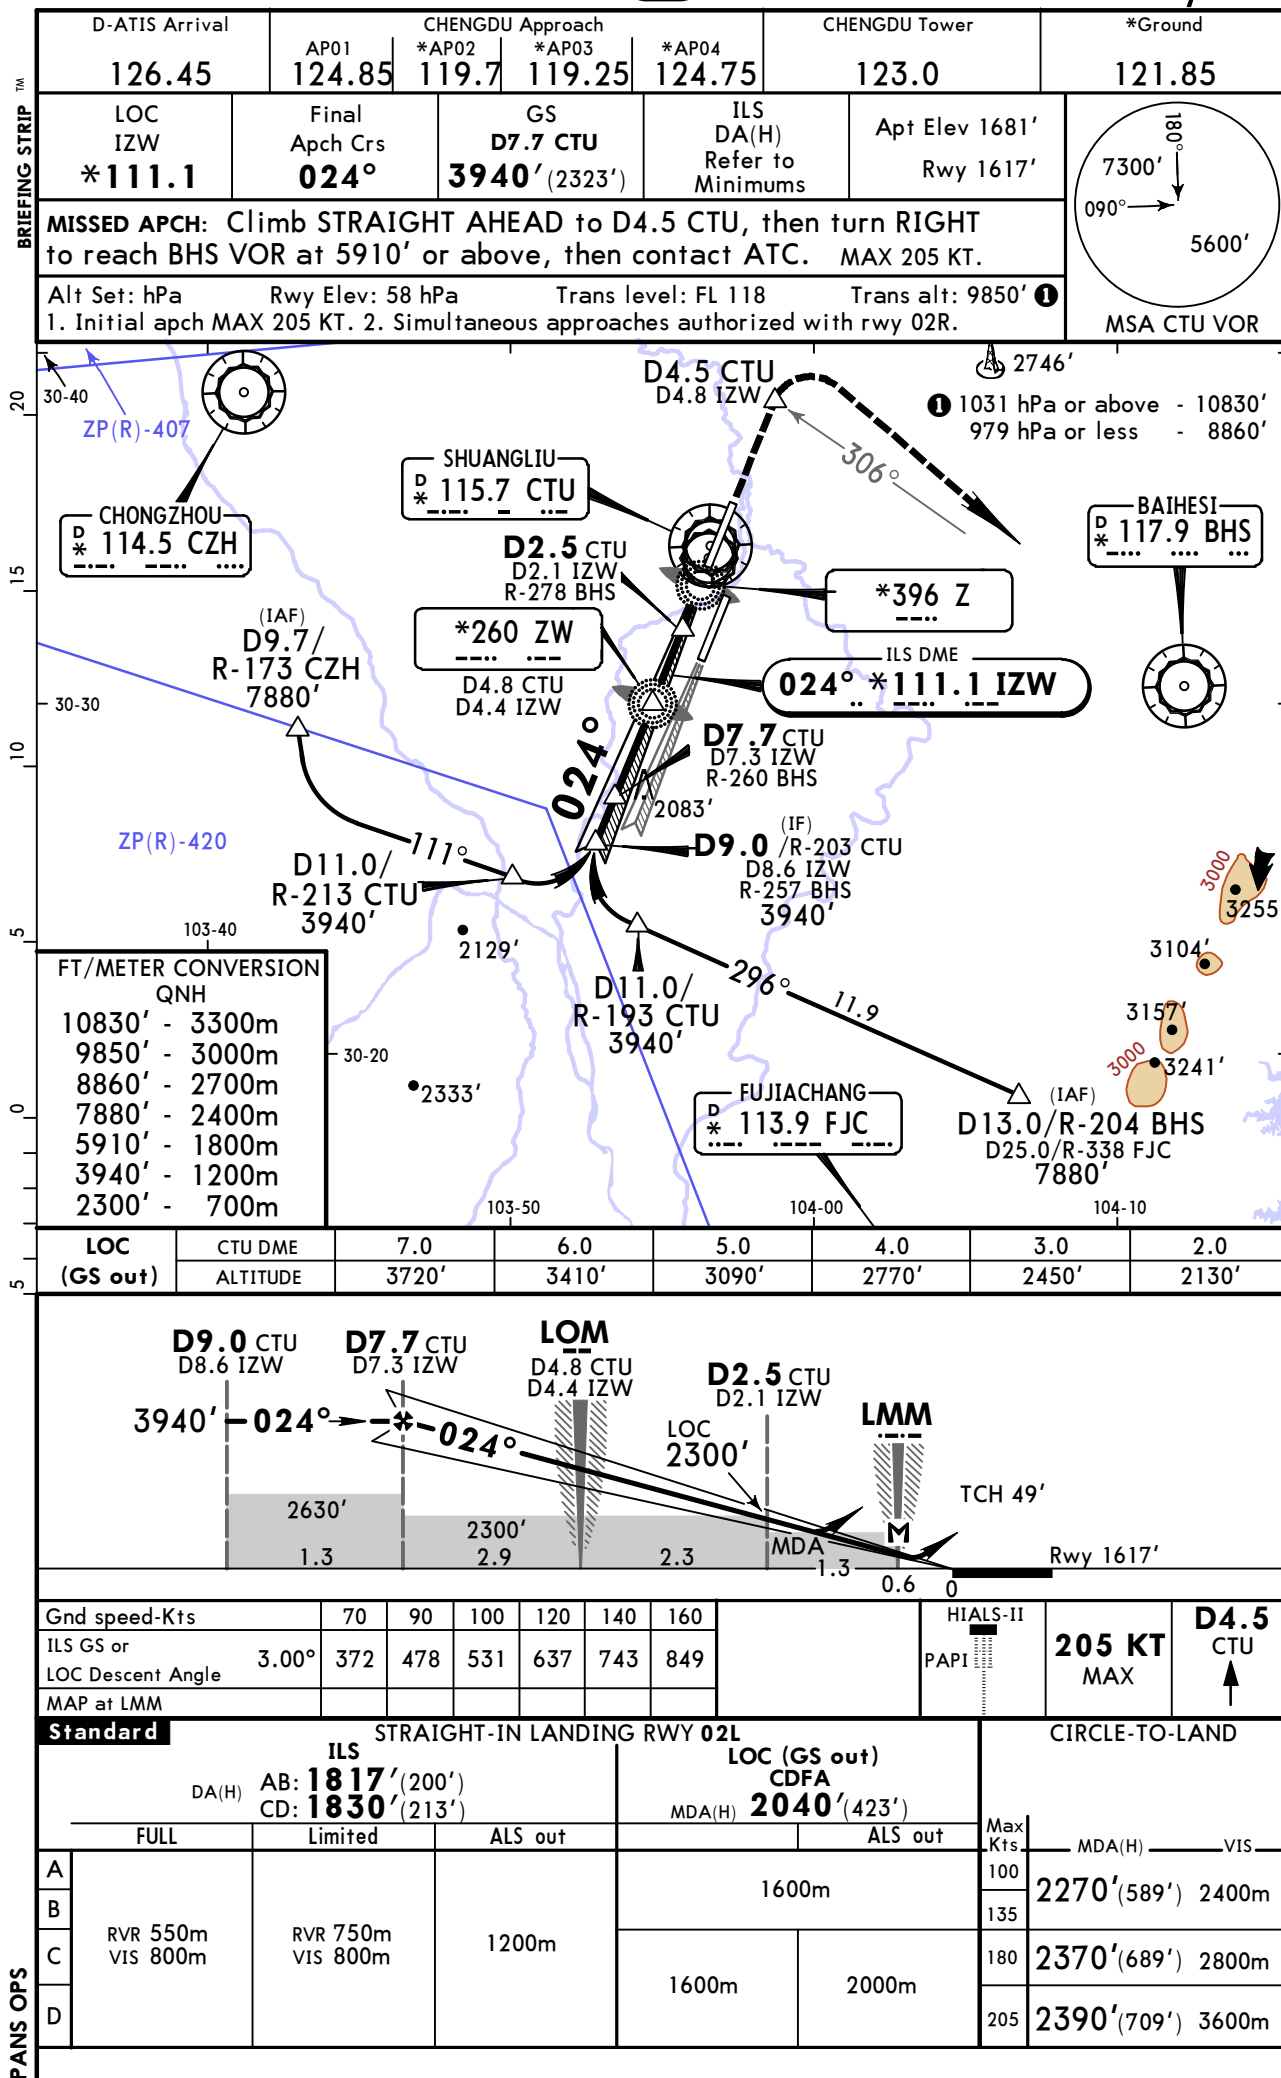 D-ATIS Arrival
126.45
CHENGDU Approach
AP01 *AP02 *AP03 *AP04
124.85 119.7 119.25 124.75
CHENGDU Tower
123.0
*Ground
121.85
BRIEFING STRIP TM
LOC
IZW
*111.1
Final
Apch Crs
024°
GS
D7.7 CTU
3940' (2323')
ILS
DA(H)
Refer to
Minimums
Apt Elev 1681'
Rwy 1617'
180°
7300'
090°
5600'
MSA CTU VOR
MISSED APCH: Climb STRAIGHT AHEAD to D4.5 CTU, then turn RIGHT
to reach BHS VOR at 5910' or above, then contact ATC. MAX 205 KT.
Alt Set: hPa Rwy Elev: 58 hPa Trans level: FL 118 Trans alt: 9850' 1
1. Initial apch MAX 205 KT. 2. Simultaneous approaches authorized with rwy 02R.
30-40
ZP(R)-407
D4.5 CTU
D4.8 IZW
2746'
1 1031 hPa or above - 10830'
979 hPa or less - 8860'
306°
SHUANGLIU
D * 115.7 CTU
CHONGZHOU
D * 114.5 CZH
BAIHESI
D * 117.9 BHS
D2.5 CTU
D2.1 IZW
R-278 BHS
*396 Z
*260 ZW
D4.8 CTU
D4.4 IZW
ILS DME
024° *111.1 IZW
(IAF)
D9.7/
R-173 CZH
7880'
30-30
024°
D7.7 CTU
D7.3 IZW
R-260 BHS
2083'
ZP(R)-420
111°
(IF)
D9.0 /R-203 CTU
D8.6 IZW
R-257 BHS
3940'
D11.0/
R-213 CTU
3940'
3000
3255
103-40
2129'
3104'
296°
11.9
D11.0/
R-193 CTU
3940'
3157'
3000
3241'
30-20
2333'
FUJIACHANG
D * 113.9 FJC
(IAF)
D13.0/R-204 BHS
D25.0/R-338 FJC
7880'
103-50
104-00
104-10
20
15
10
5
0
5
FT/METER CONVERSION
QNH
10830' - 3300m
9850' - 3000m
8860' - 2700m
7880' - 2400m
5910' - 1800m
3940' - 1200m
2300' - 700m
LOC CTU DME 7.0 6.0 5.0 4.0 3.0 2.0
(GS out) ALTITUDE 3720' 3410' 3090' 2770' 2450' 2130'
D9.0 CTU
D8.6 IZW
D7.7 CTU
D7.3 IZW
LOM
D4.8 CTU
D4.4 IZW
D2.5 CTU
D2.1 IZW
LMM
3940' 024°
024°
LOC
2300'
TCH 49'
2630'
2300'
MDA
M
Rwy 1617'
1.3 2.9 2.3 1.3 0.6 0
Gnd speed-Kts 70 90 100 120 140 160
ILS GS or
LOC Descent Angle 3.00° 372 478 531 637 743 849
MAP at LMM
HIALS-II
PAPI
205 KT
MAX
D4.5
CTU
Standard
STRAIGHT-IN LANDING RWY 02L
CIRCLE-TO-LAND
ILS
DA(H) AB: 1817' (200')
CD: 1830' (213')
LOC (GS out)
CDFA
MDA(H) 2040' (423')
FULL Limited ALS out ALS out
Max
Kts MDA(H) VIS
A
B
C
D
RVR 550m
VIS 800m
RVR 750m
VIS 800m
1200m
1600m
1600m
2000m
100
135
2270' (589') 2400m
180 2370' (689') 2800m
205 2390' (709') 3600m
PANS OPS